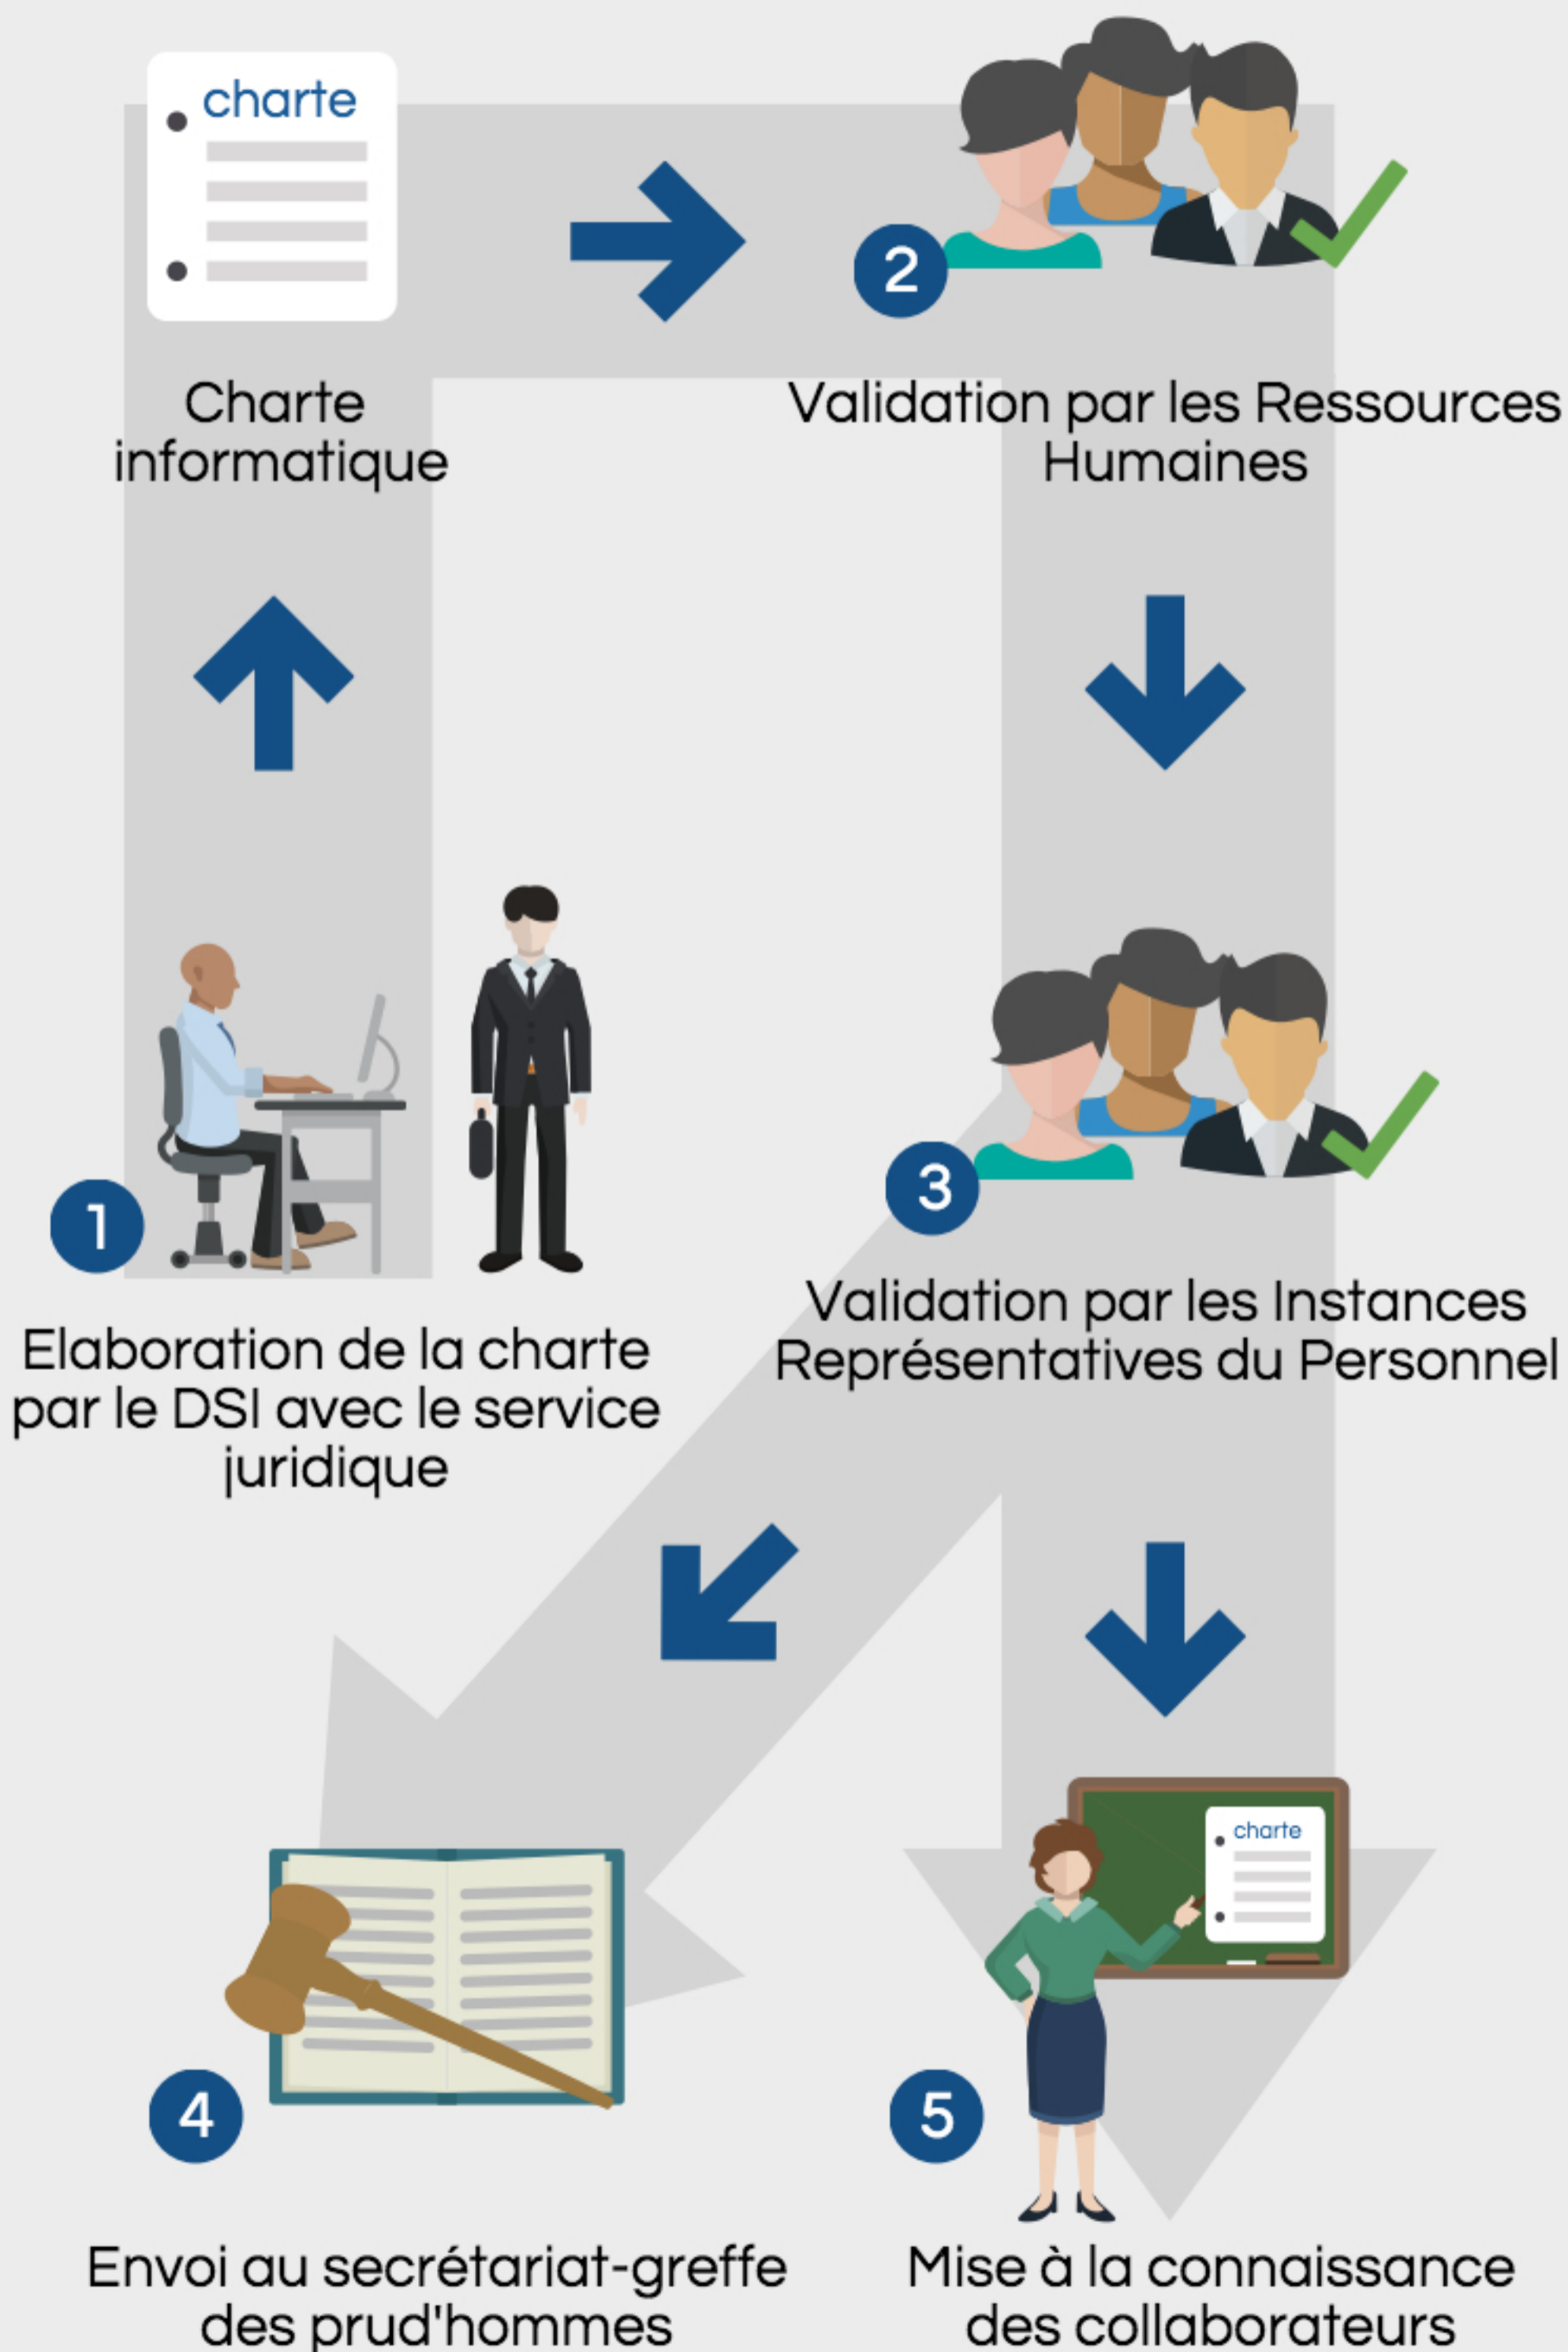 charte
Charte
informatique
2
Validation par les Ressources
Humaines
1
Elaboration de la charte
par le DSI avec le service
juridique
3
Validation par les Instances
Représentatives du Personnel
4
Envoi au secrétariat-greffe
des prud'hommes
charte
5
Mise à la connaissance
des collaborateurs